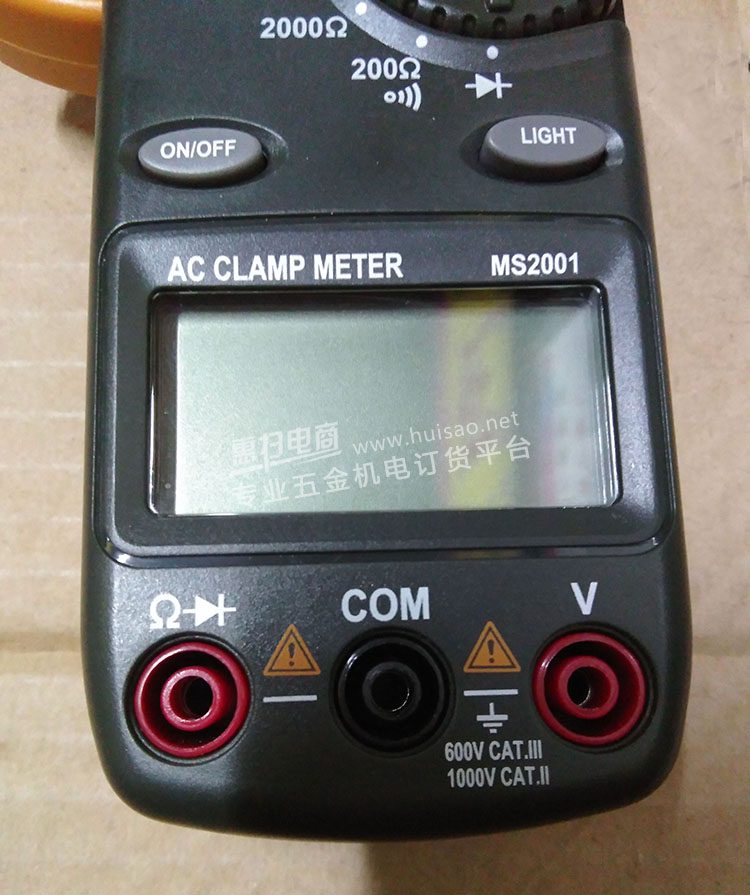 2000Ω
200Ω
ON/OFF
LIGHT
AC CLAMP METER MS2001
惠扫电商 www.huisao.net
专业五金机电订货平台
Ω COM V
600V CAT.III
1000V CAT.II